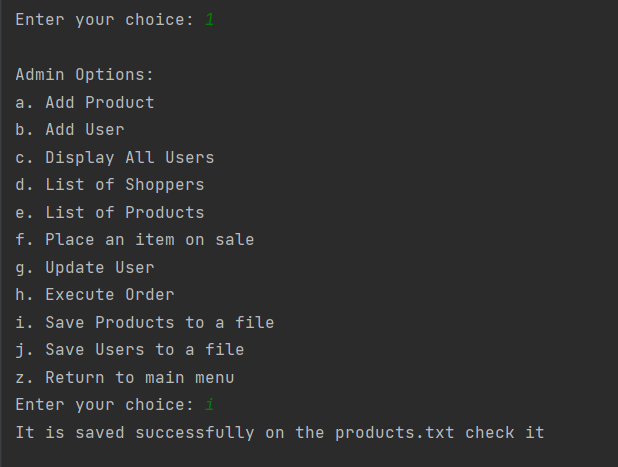 Enter your choice: 1
Admin Options:
a. Add Product
b. Add User
c. Display All Users
d. List of Shoppers
e. List of Products
f. Place an item on sale
g. Update User
h. Execute Order
i. Save Products to a file
j. Save Users to a file
z. Return to main menu
Enter your choice: i
It is saved successfully on the products.txt check it